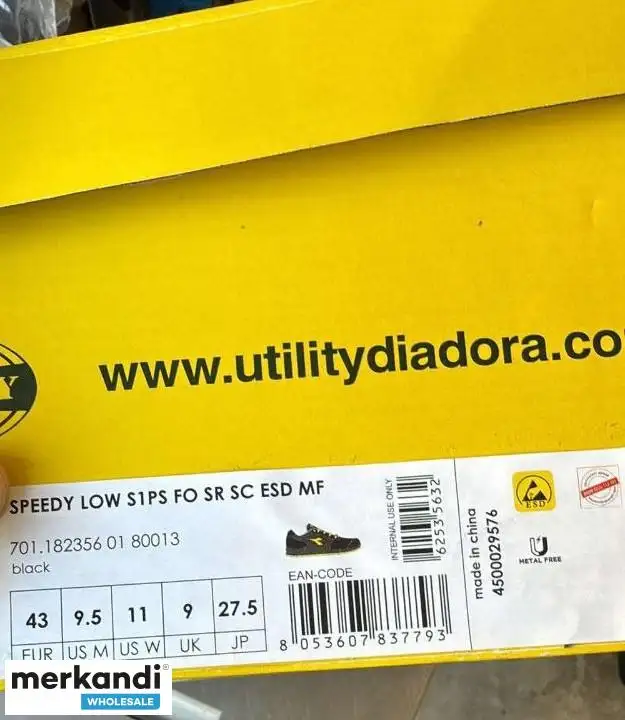 www.utilitydiadora.co
SPEEDY LOW S1PS FO SR SC ESD MF
701.182356 01 80013
black
43 9.5 11 9 27.5
EUR US M US W UK JP
EAN-CODE
8 053607 837793
INTERNAL USE ONLY
62535632
made in china
4500029576
ESD
METAL FREE
merkandi
WHOLESALE